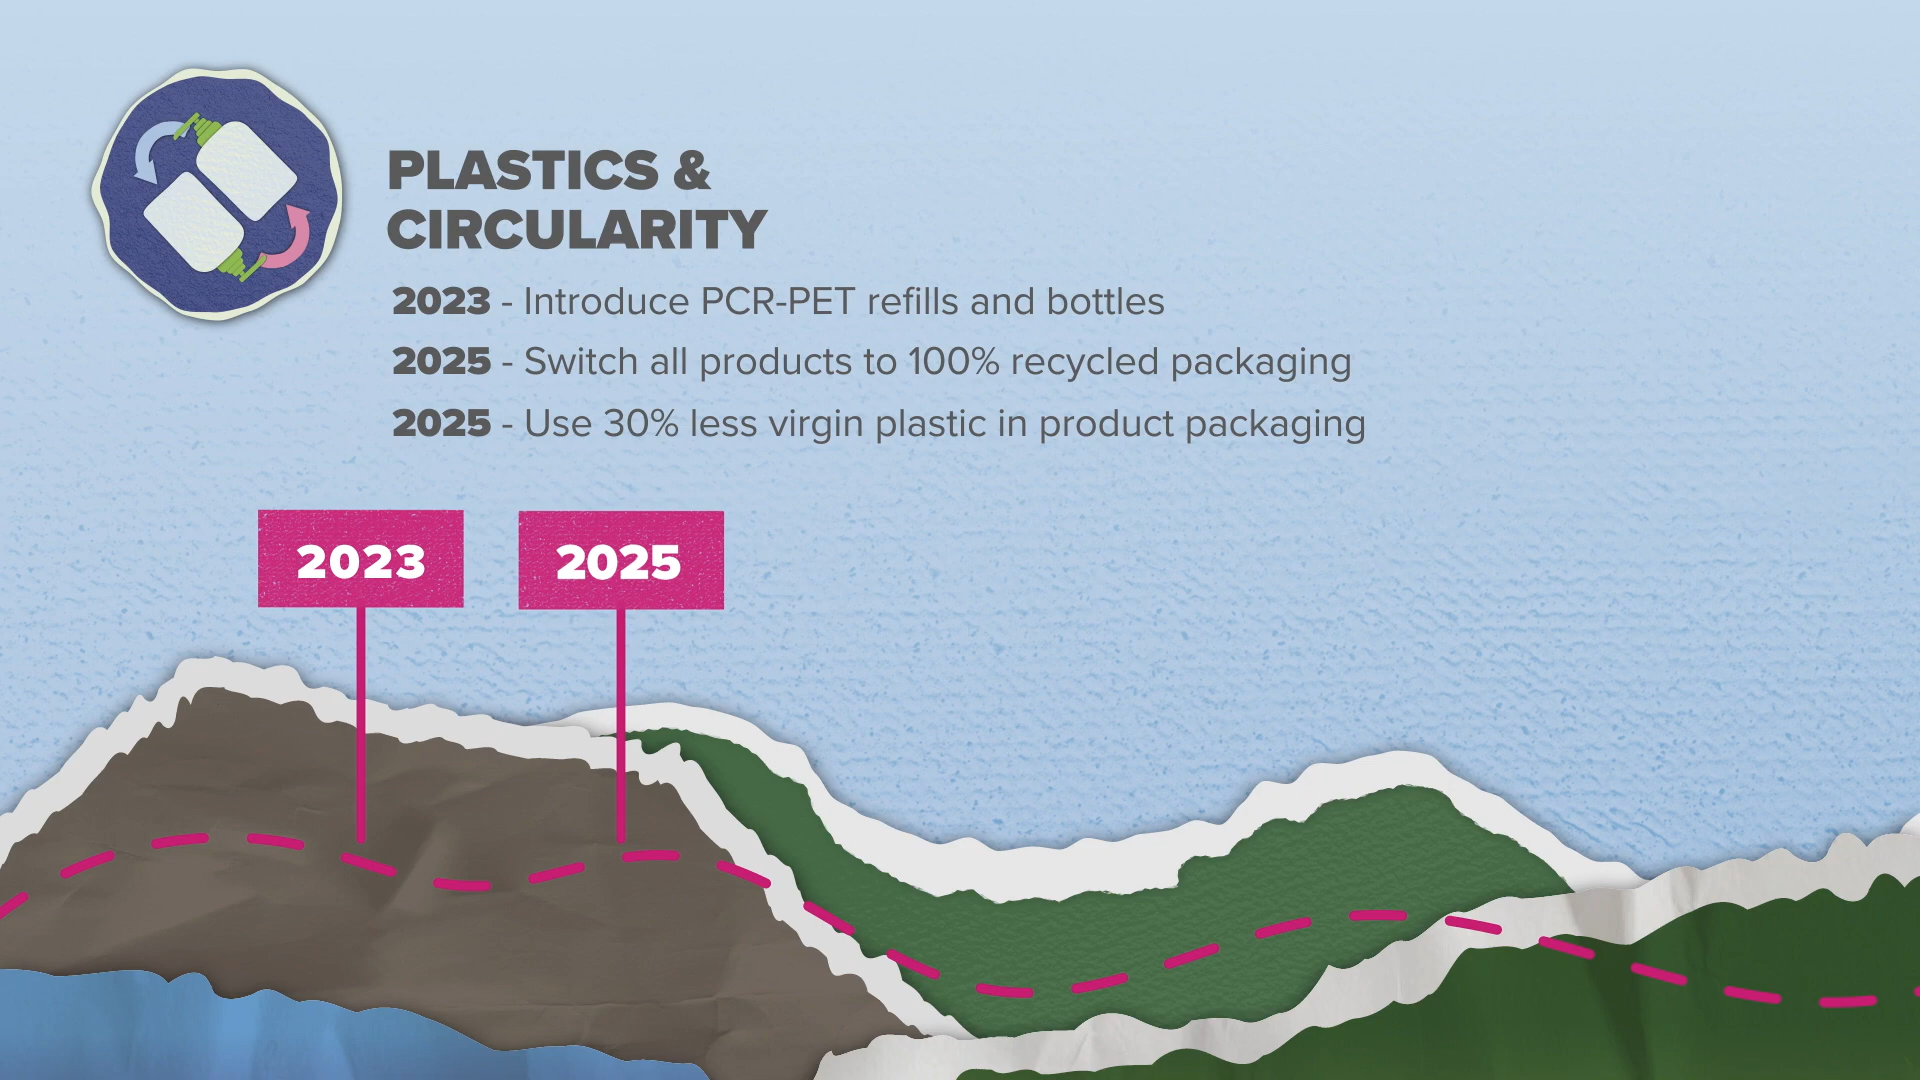 PLASTICS &
CIRCULARITY
2023 - Introduce PCR-PET refills and bottles
2025 - Switch all products to 100% recycled packaging
2025 - Use 30% less virgin plastic in product packaging
2023
2025